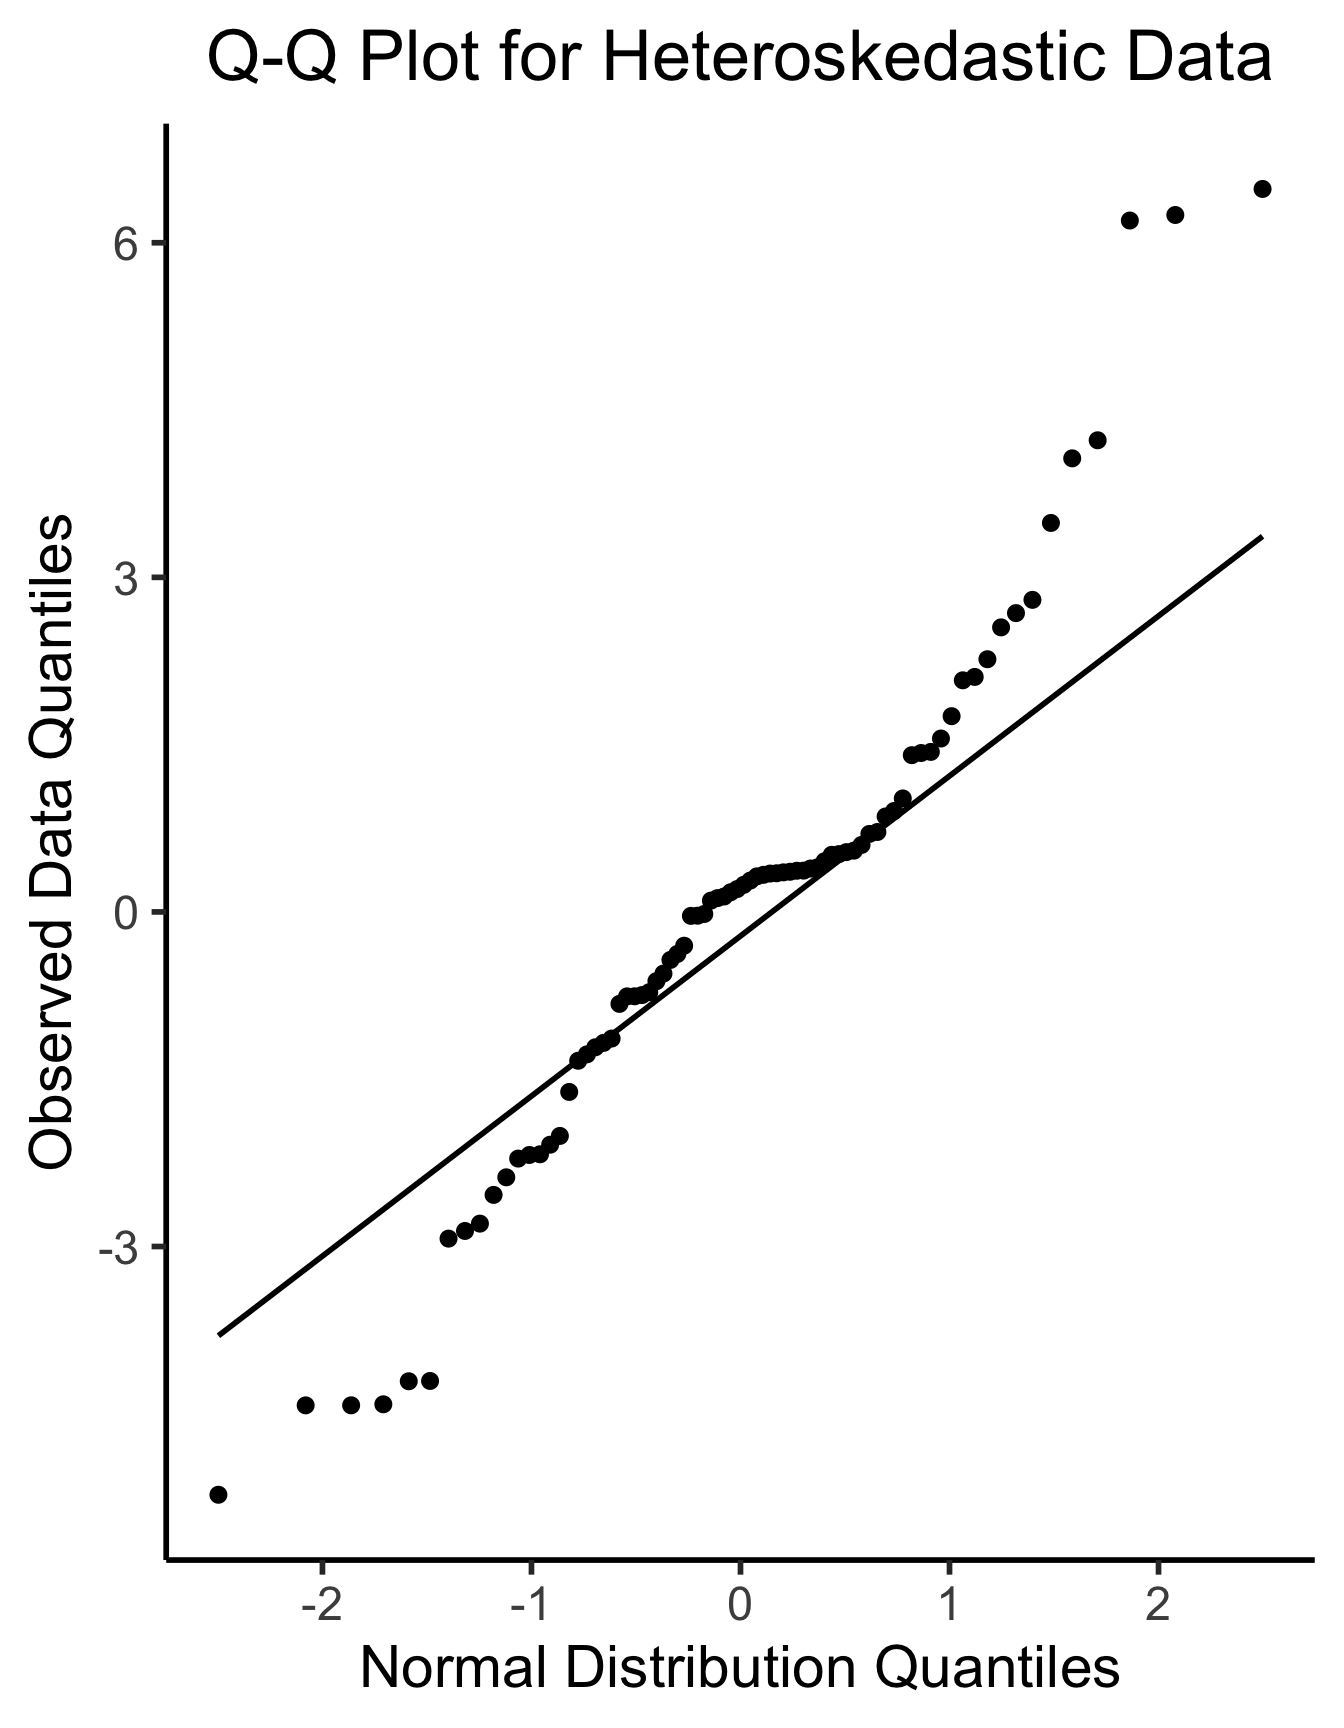 Q-Q Plot for Heteroskedastic Data
Observed Data Quantiles
6
3
0
-3
-2 -1 0 1 2
Normal Distribution Quantiles